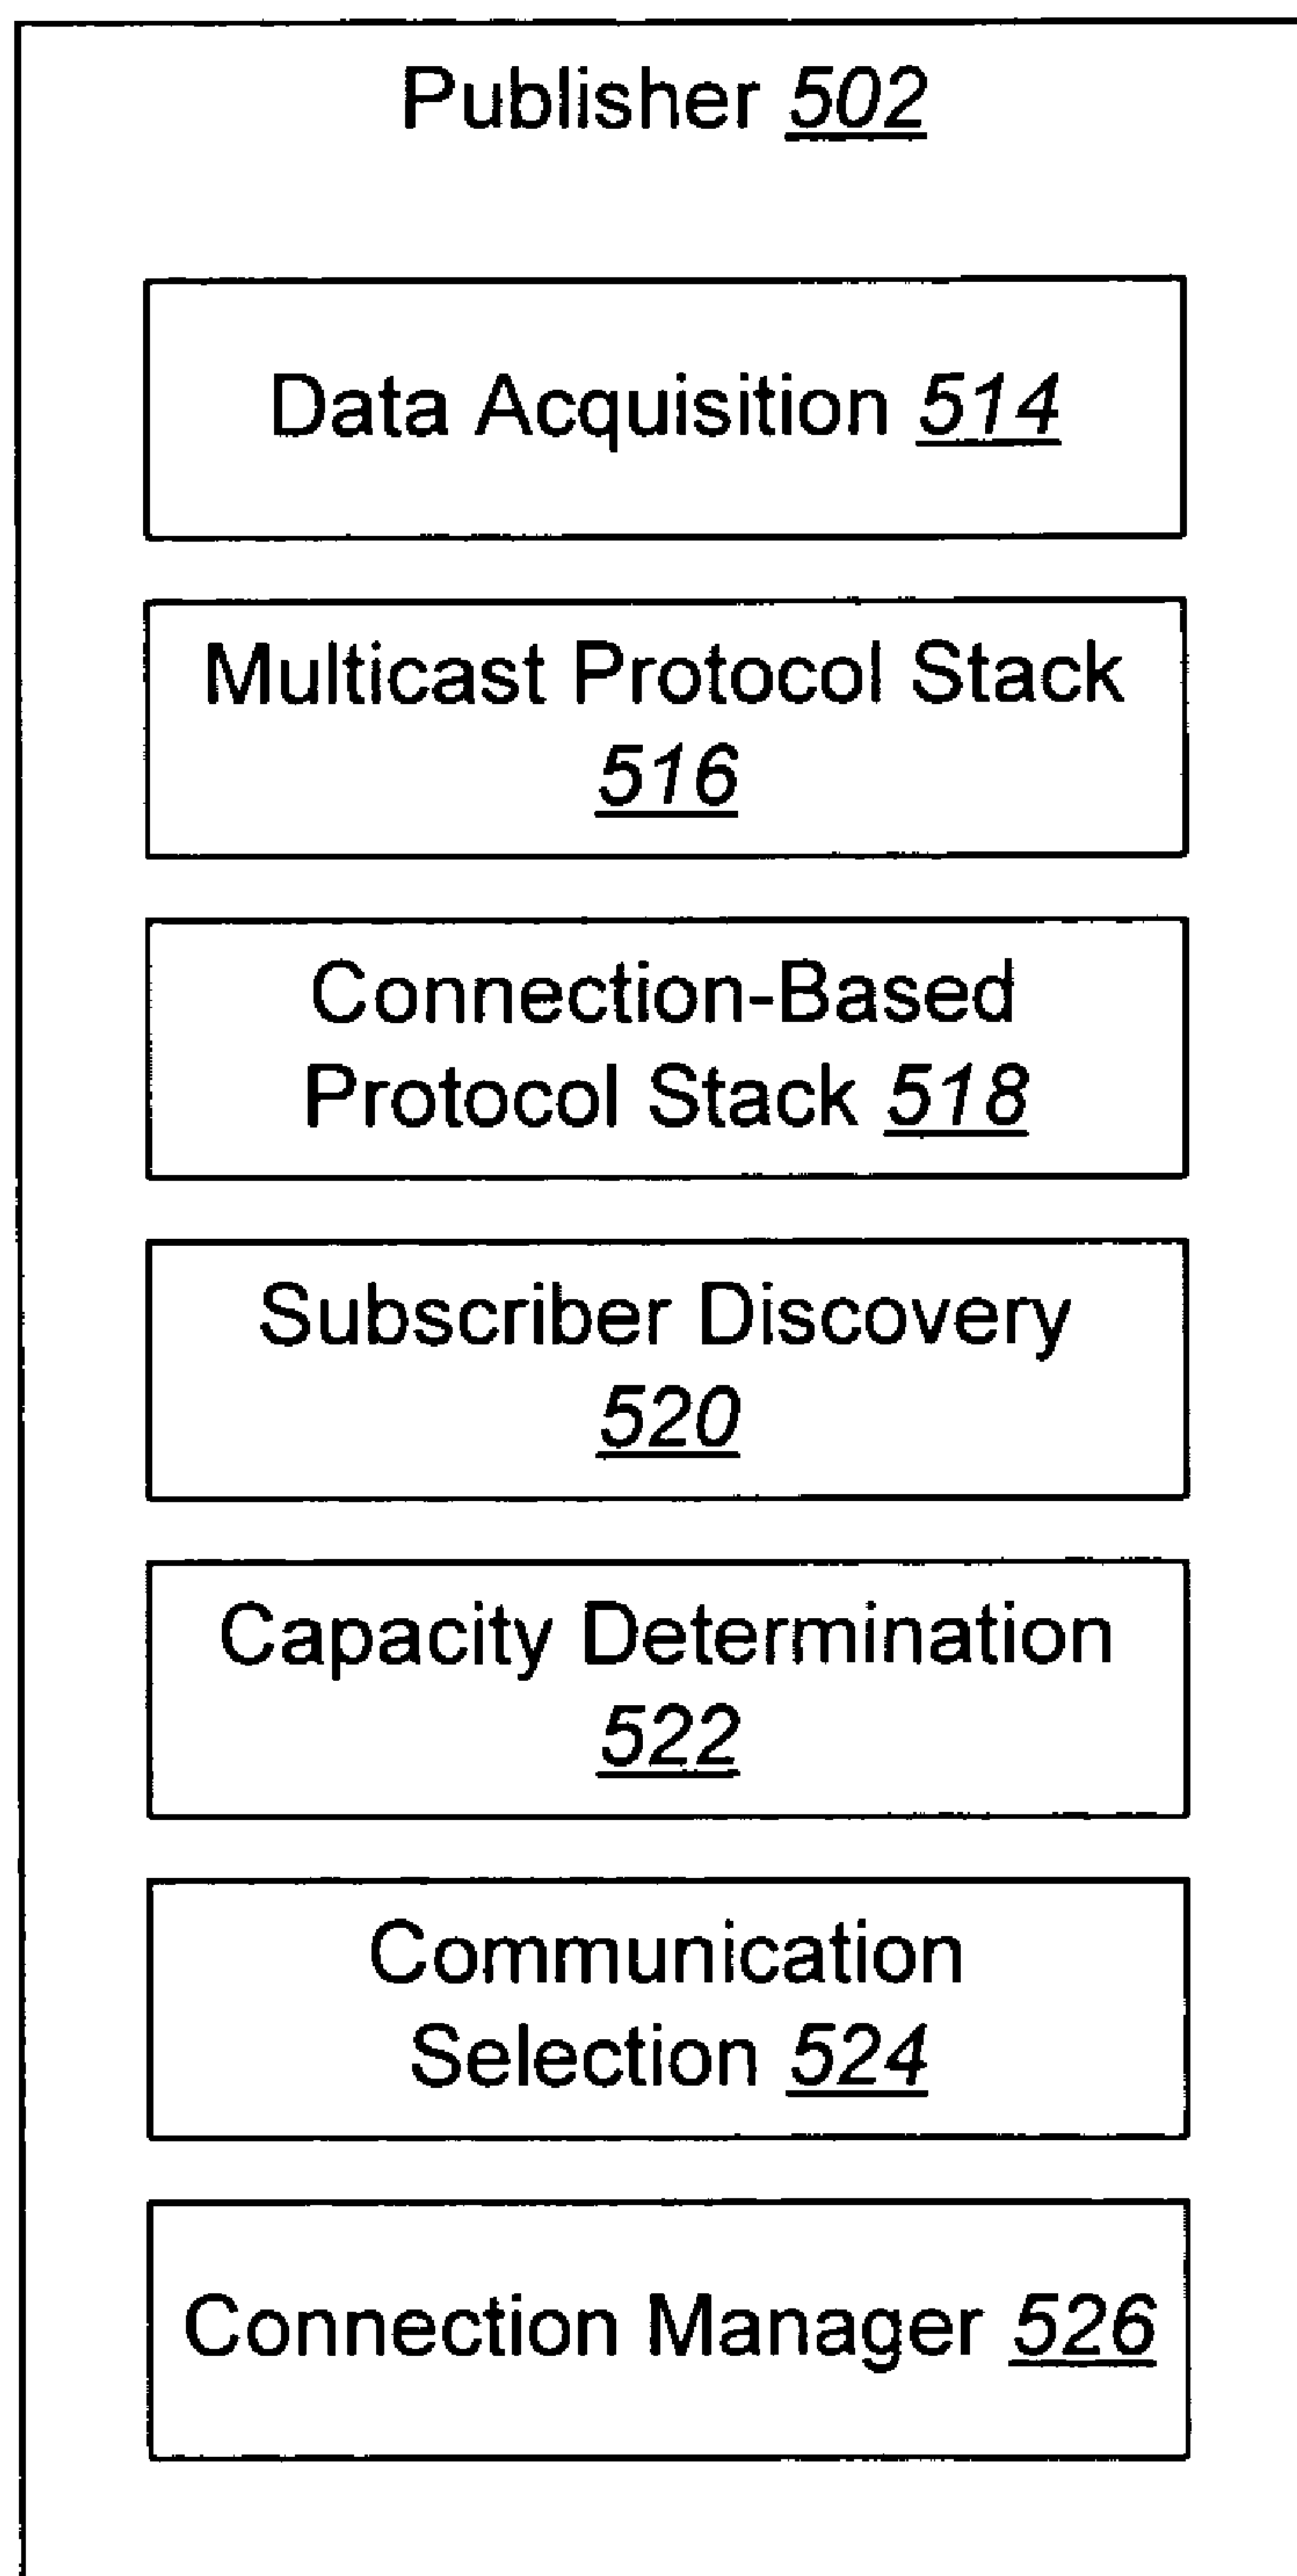 Publisher 502
Data Acquisition 514
Multicast Protocol Stack
516
Connection-Based
Protocol Stack 518
Subscriber Discovery
520
Capacity Determination
522
Communication
Selection 524
Connection Manager 526